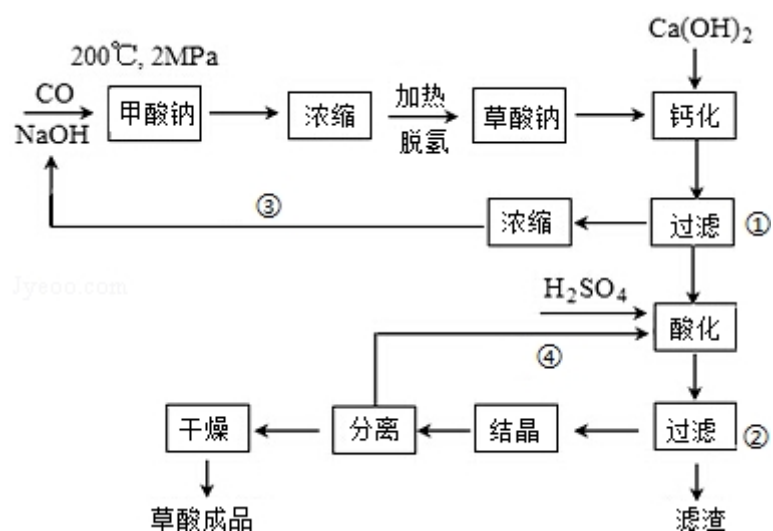 Ca(OH)₂
200℃, 2MPa
CO
NaOH
甲酸钠
浓缩
加热
脱氢
草酸钠
钙化
③
浓缩
过滤
①
Jyeoo.com
H₂SO₄
酸化
④
干燥
分离
结晶
过滤
②
草酸成品
滤渣